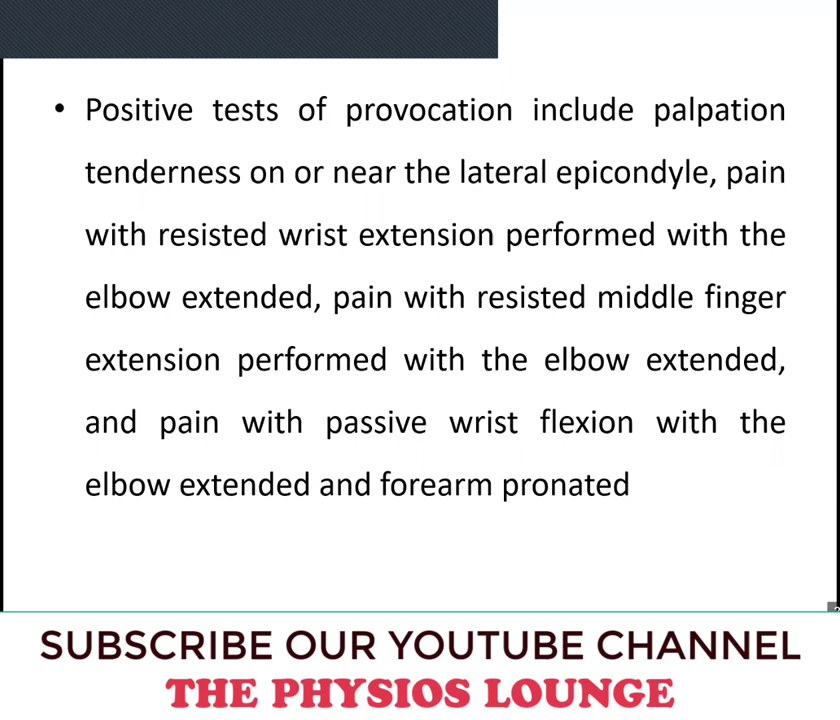 • Positive tests of provocation include palpation
tenderness on or near the lateral epicondyle, pain
with resisted wrist extension performed with the
elbow extended, pain with resisted middle finger
extension performed with the elbow extended,
and pain with passive wrist flexion with the
elbow extended and forearm pronated
SUBSCRIBE OUR YOUTUBE CHANNEL
THE PHYSIOS LOUNGE